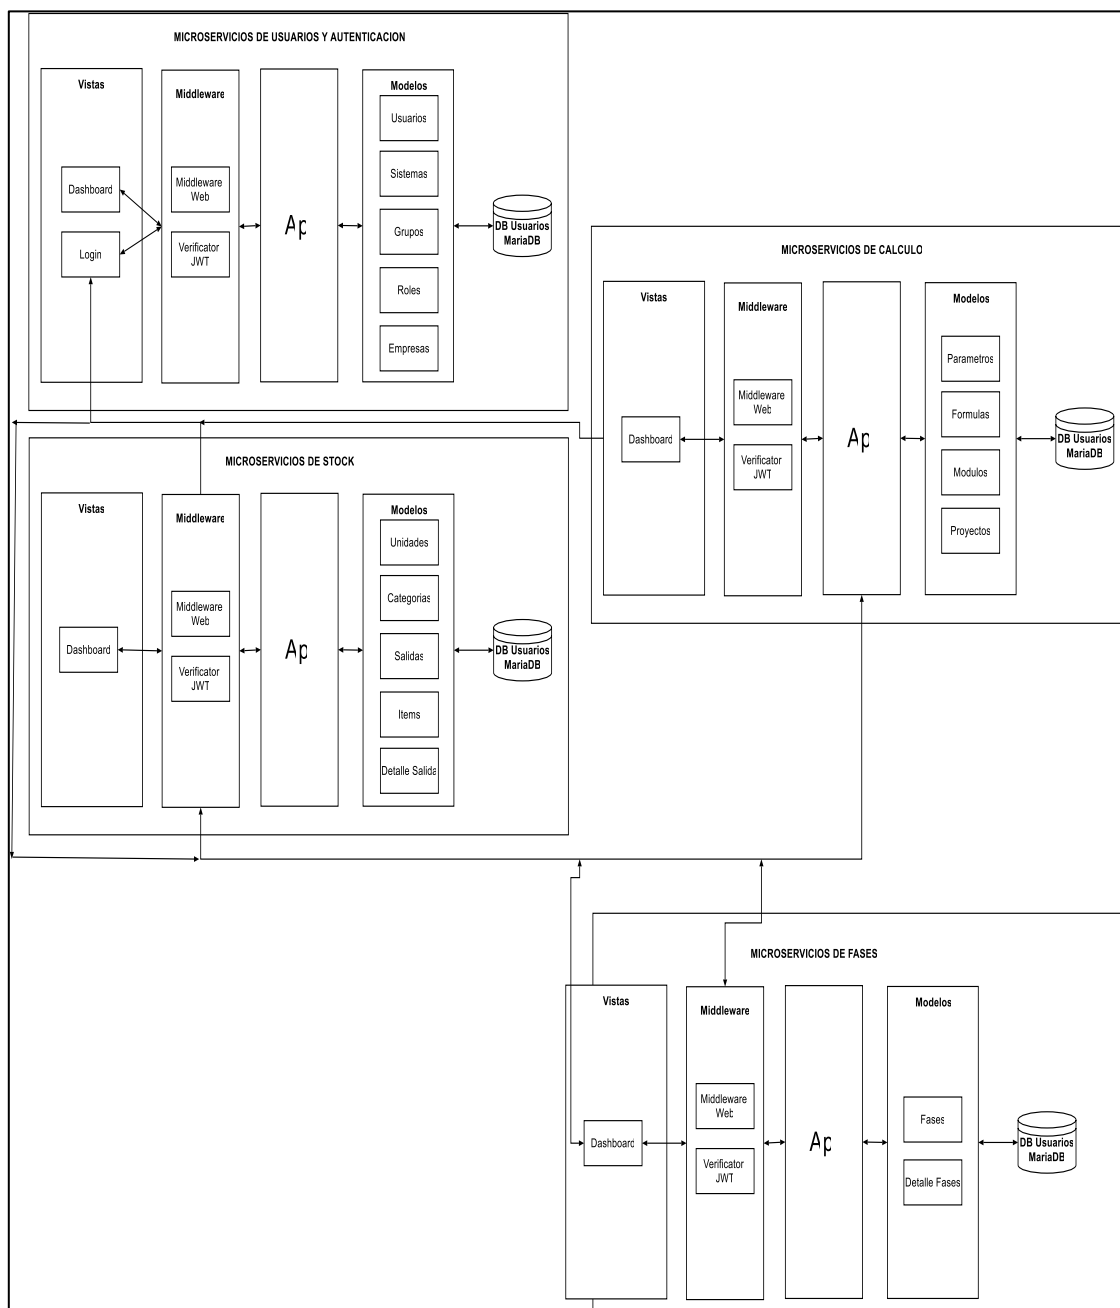 MICROSERVICIOS DE USUARIOS Y AUTENTICACION
Vistas
Dashboard
Login
Middleware
Middleware
Web
Verificator
JWT
Ap
Modelos
Usuarios
Sistemas
Grupos
Roles
Empresas
DB Usuarios
MariaDB
MICROSERVICIOS DE CALCULO
Vistas
Dashboard
Middleware
Middleware
Web
Verificator
JWT
Ap
Modelos
Parametros
Formulas
Modulos
Proyectos
DB Usuarios
MariaDB
MICROSERVICIOS DE STOCK
Vistas
Dashboard
Middleware
Middleware
Web
Verificator
JWT
Ap
Modelos
Unidades
Categorias
Salidas
Items
Detalle Salida
DB Usuarios
MariaDB
MICROSERVICIOS DE FASES
Vistas
Dashboard
Middleware
Middleware
Web
Verificator
JWT
Ap
Modelos
Fases
Detalle Fases
DB Usuarios
MariaDB